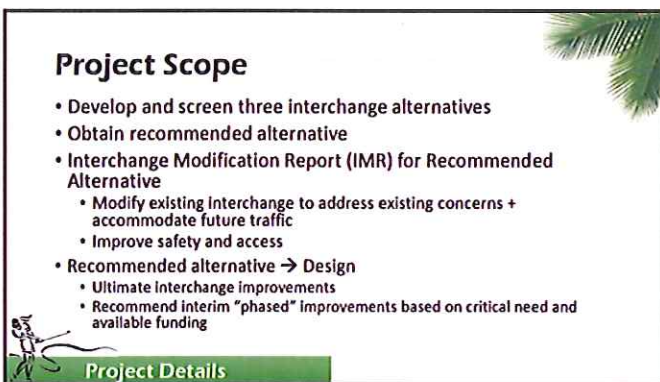 Project Scope
• Develop and screen three interchange alternatives
• Obtain recommended alternative
• Interchange Modification Report (IMR) for Recommended
Alternative
• Modify existing interchange to address existing concerns +
accommodate future traffic
• Improve safety and access
• Recommended alternative → Design
• Ultimate interchange improvements
• Recommend interim "phased" improvements based on critical need and
available funding
Project Details